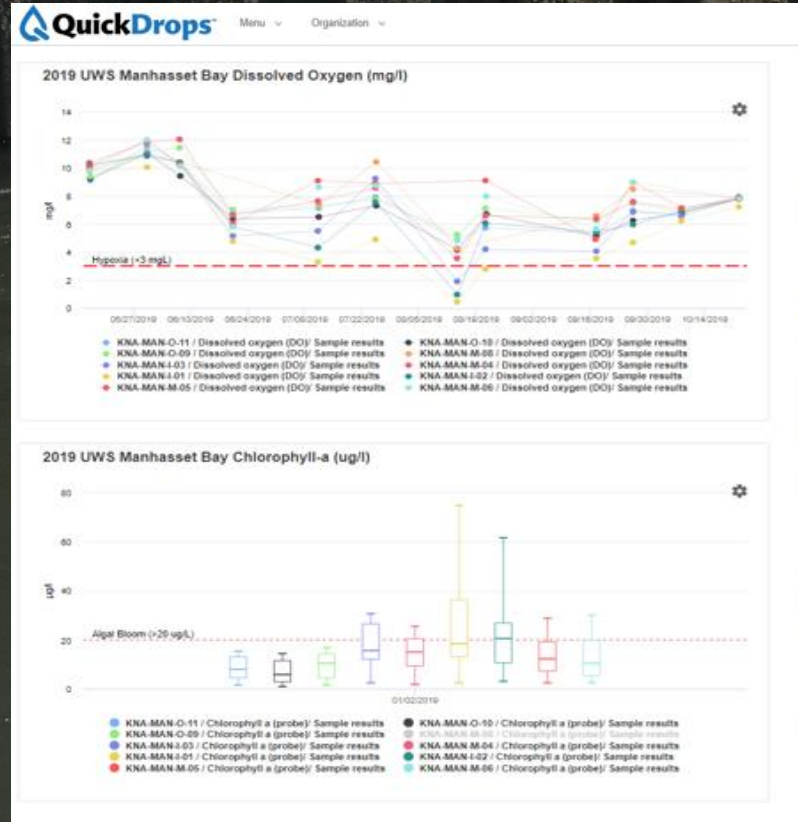 QuickDrops™ Menu Organization
2019 UWS Manhasset Bay Dissolved Oxygen (mg/l)
14
12
10
8
6
4
2
0
mg/l
Hypoxia (<3 mgL)
05/27/2019 06/10/2019 06/24/2019 07/08/2019 07/22/2019 08/05/2019 08/19/2019 09/02/2019 09/16/2019 09/30/2019 10/14/2019
KNA-MAN-O-11 / Dissolved oxygen (DO)/ Sample results KNA-MAN-O-10 / Dissolved oxygen (DO)/ Sample results
KNA-MAN-O-09 / Dissolved oxygen (DO)/ Sample results KNA-MAN-M-08 / Dissolved oxygen (DO)/ Sample results
KNA-MAN-I-03 / Dissolved oxygen (DO)/ Sample results KNA-MAN-M-04 / Dissolved oxygen (DO)/ Sample results
KNA-MAN-I-01 / Dissolved oxygen (DO)/ Sample results KNA-MAN-I-02 / Dissolved oxygen (DO)/ Sample results
KNA-MAN-M-05 / Dissolved oxygen (DO)/ Sample results KNA-MAN-M-06 / Dissolved oxygen (DO)/ Sample results
2019 UWS Manhasset Bay Chlorophyll-a (ug/l)
80
60
40
20
0
ug/l
Algal Bloom (>20 ug/L)
01/02/2019
KNA-MAN-O-11 / Chlorophyll a (probe)/ Sample results KNA-MAN-O-10 / Chlorophyll a (probe)/ Sample results
KNA-MAN-O-09 / Chlorophyll a (probe)/ Sample results / Chlorophyll a (probe)/ Sample results
KNA-MAN-I-03 / Chlorophyll a (probe)/ Sample results KNA-MAN-M-04 / Chlorophyll a (probe)/ Sample results
KNA-MAN-I-01 / Chlorophyll a (probe)/ Sample results KNA-MAN-I-02 / Chlorophyll a (probe)/ Sample results
KNA-MAN-M-05 / Chlorophyll a (probe)/ Sample results KNA-MAN-M-06 / Chlorophyll a (probe)/ Sample results